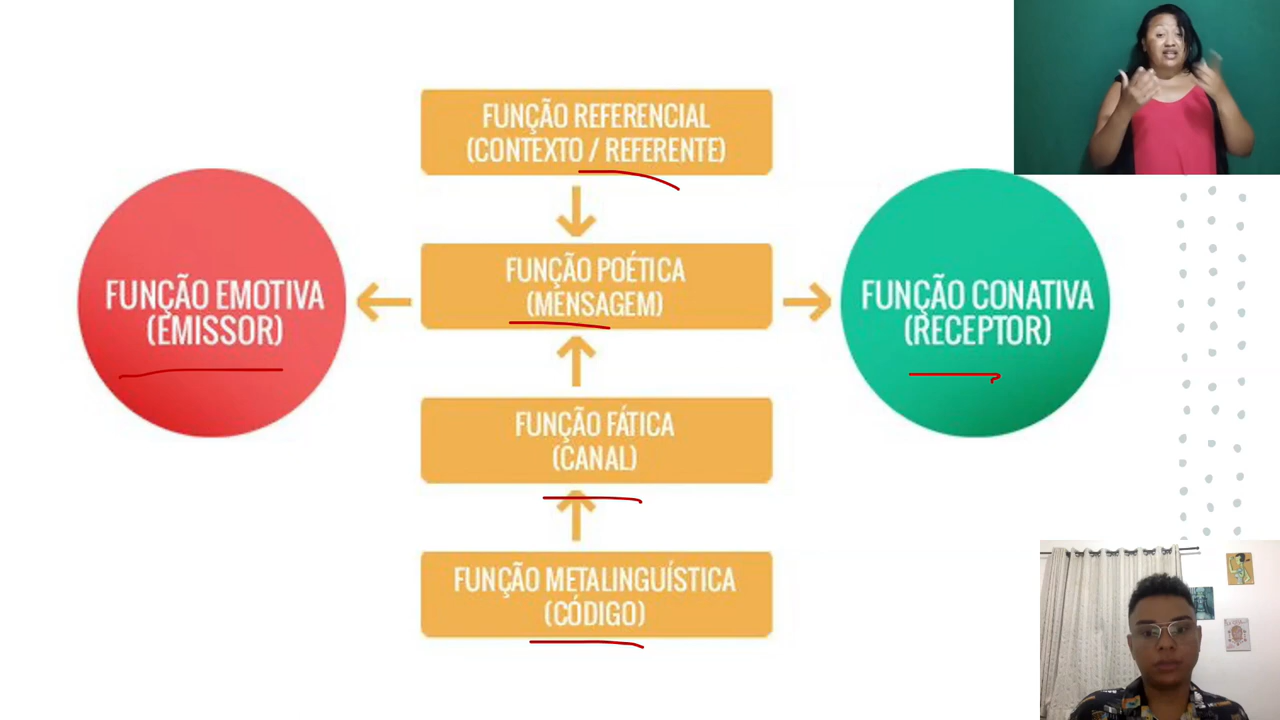 FUNÇÃO REFERENCIAL
(CONTEXTO / REFERENTE)
FUNÇÃO EMOTIVA
(EMISSOR)
FUNÇÃO POÉTICA
(MENSAGEM)
FUNÇÃO CONATIVA
(RECEPTOR)
FUNÇÃO FÁTICA
(CANAL)
FUNÇÃO METALINGUÍSTICA
(CÓDIGO)